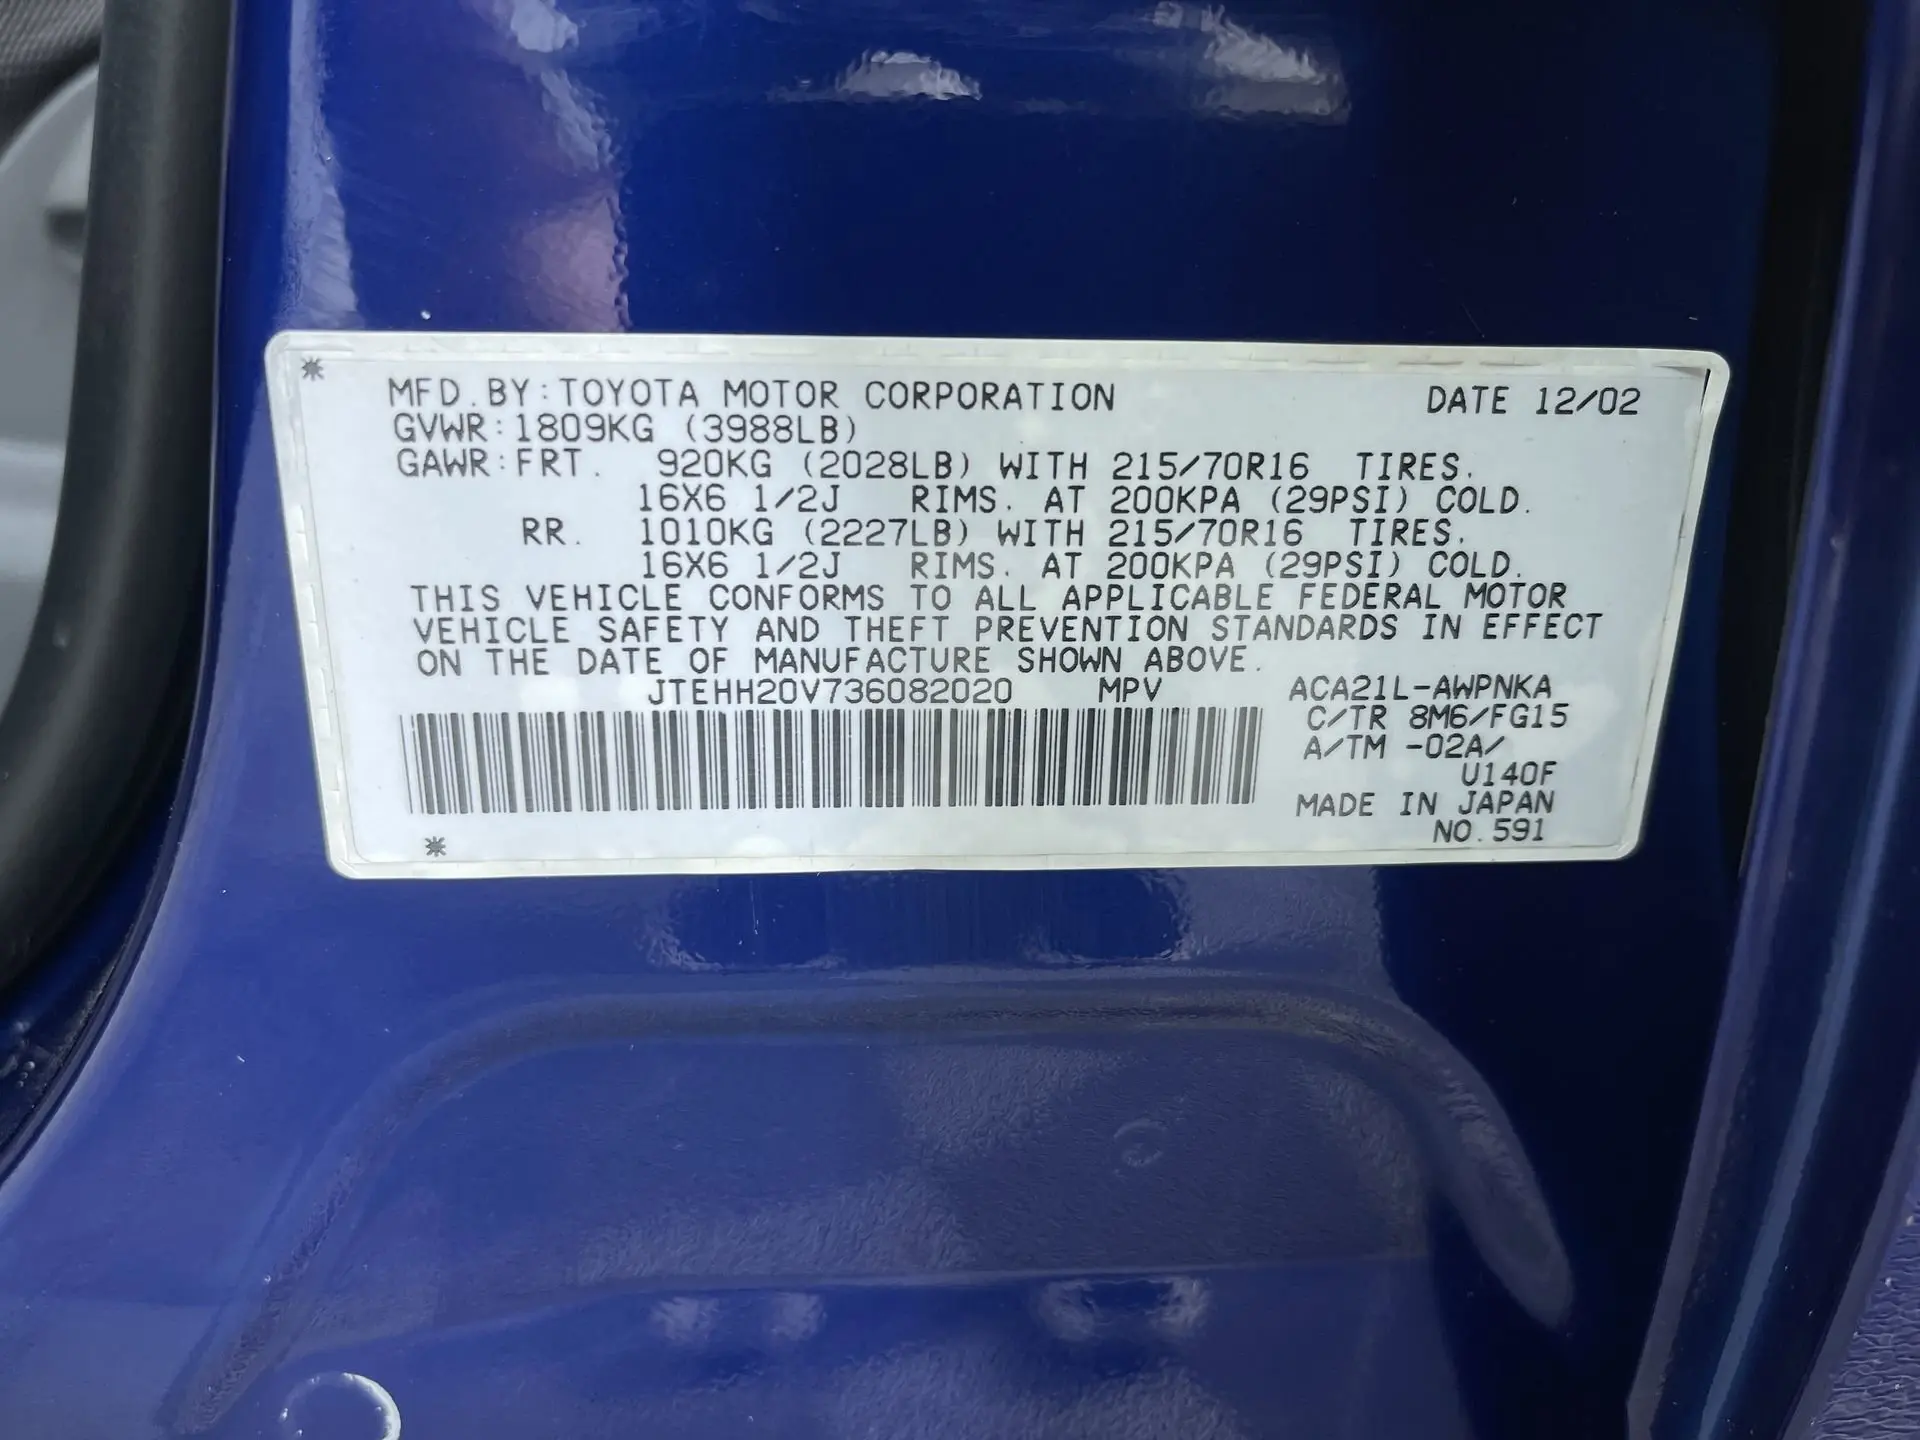 MFD.BY:TOYOTA MOTOR CORPORATION DATE 12/02
GVWR:1809KG (3988LB)
GAWR:FRT. 920KG (2028LB) WITH 215/70R16 TIRES.
16X6 1/2J RIMS. AT 200KPA (29PSI) COLD.
RR. 1010KG (2227LB) WITH 215/70R16 TIRES.
16X6 1/2J RIMS. AT 200KPA (29PSI) COLD.
THIS VEHICLE CONFORMS TO ALL APPLICABLE FEDERAL MOTOR
VEHICLE SAFETY AND THEFT PREVENTION STANDARDS IN EFFECT
ON THE DATE OF MANUFACTURE SHOWN ABOVE.
JTEHH20V736082020 MPV ACA21L-AWPNKA
C/TR 8M6/FG15
A/TM -02A/
U140F
MADE IN JAPAN
NO.591